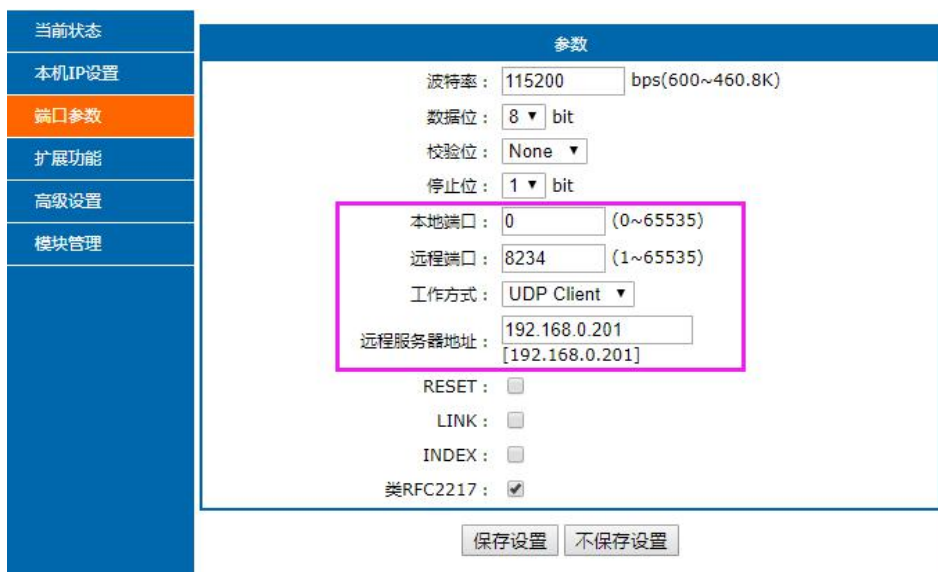 当前状态
本机IP设置
端口参数
扩展功能
高级设置
模块管理
参数
波特率： 115200 bps(600~460.8K)
数据位： 8 bit
校验位： None
停止位： 1 bit
本地端口： 0 (0~65535)
远程端口： 8234 (1~65535)
工作方式： UDP Client
远程服务器地址： 192.168.0.201
[192.168.0.201]
RESET：
LINK：
INDEX：
类RFC2217：
保存设置 不保存设置